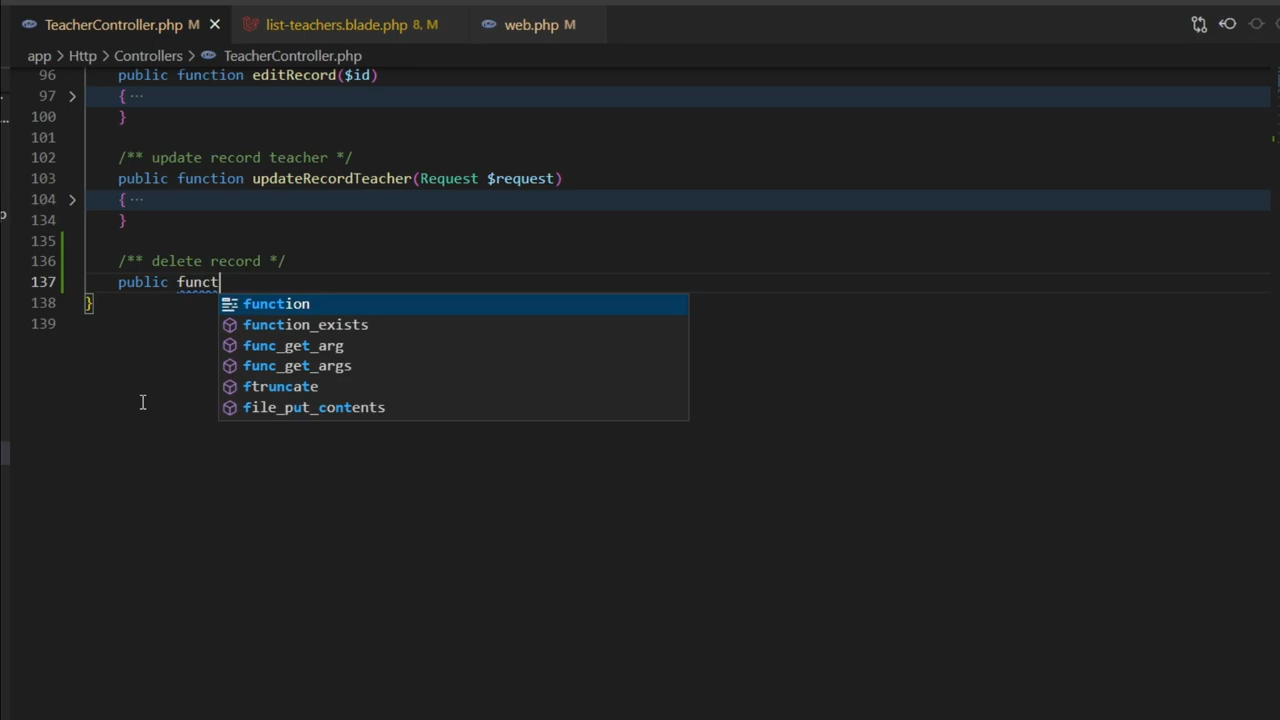 TeacherController.php M
list-teachers.blade.php 8, M
web.php M
app > Http > Controllers > TeacherController.php
96 public function editRecord($id)
97 { ...
100 }
101
102 /** update record teacher */
103 public function updateRecordTeacher(Request $request)
104 { ...
134 }
135
136 /** delete record */
137 public funct
138 }
139
function
function_exists
func_get_arg
func_get_args
ftruncate
file_put_contents